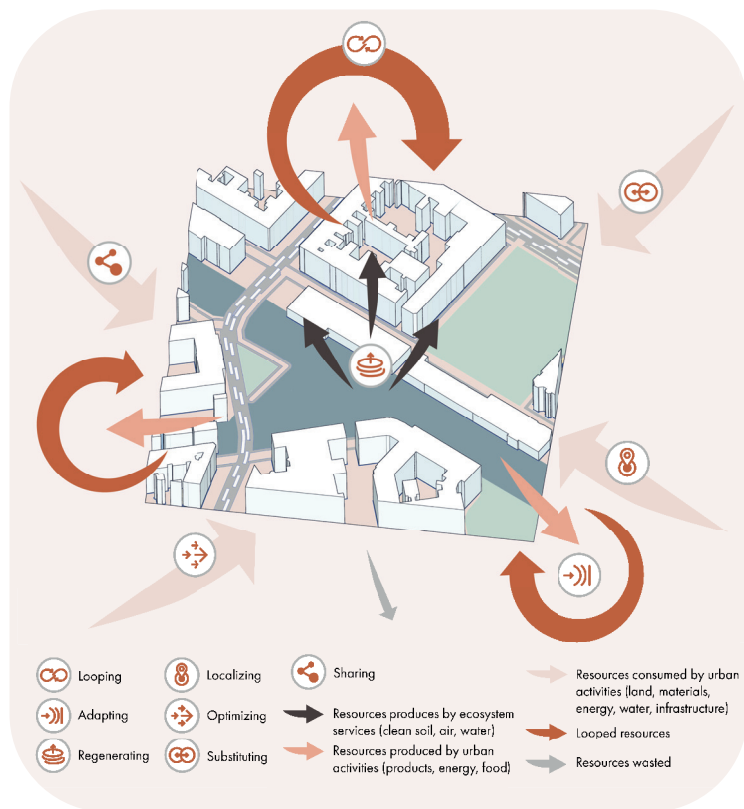 Looping
Adapting
Regenerating
Localizing
Optimizing
Substituting
Sharing
Resources produces by ecosystem
services (clean soil, air, water)
Resources produced by urban
activities (products, energy, food)
Resources consumed by urban
activities (land, materials,
energy, water, infrastructure)
Looped resources
Resources wasted